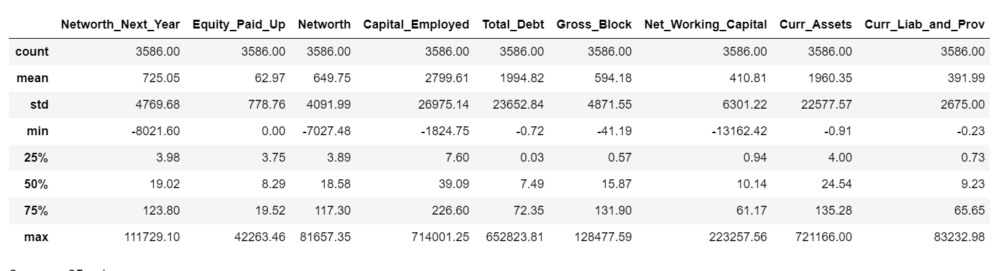 Networth_Next_Year Equity_Paid_Up Networth Capital_Employed Total_Debt Gross_Block Net_Working_Capital Curr_Assets Curr_Liab_and_Prov
count 3586.00 3586.00 3586.00 3586.00 3586.00 3586.00 3586.00 3586.00 3586.00
mean 725.05 62.97 649.75 2799.61 1994.82 594.18 410.81 1960.35 391.99
std 4769.68 778.76 4091.99 26975.14 23652.84 4871.55 6301.22 22577.57 2675.00
min -8021.60 0.00 -7027.48 -1824.75 -0.72 -41.19 -13162.42 -0.91 -0.23
25% 3.98 3.75 3.89 7.60 0.03 0.57 0.94 4.00 0.73
50% 19.02 8.29 18.58 39.09 7.49 15.87 10.14 24.54 9.23
75% 123.80 19.52 117.30 226.60 72.35 131.90 61.17 135.28 65.65
max 111729.10 42263.46 81657.35 714001.25 652823.81 128477.59 223257.56 721166.00 83232.98